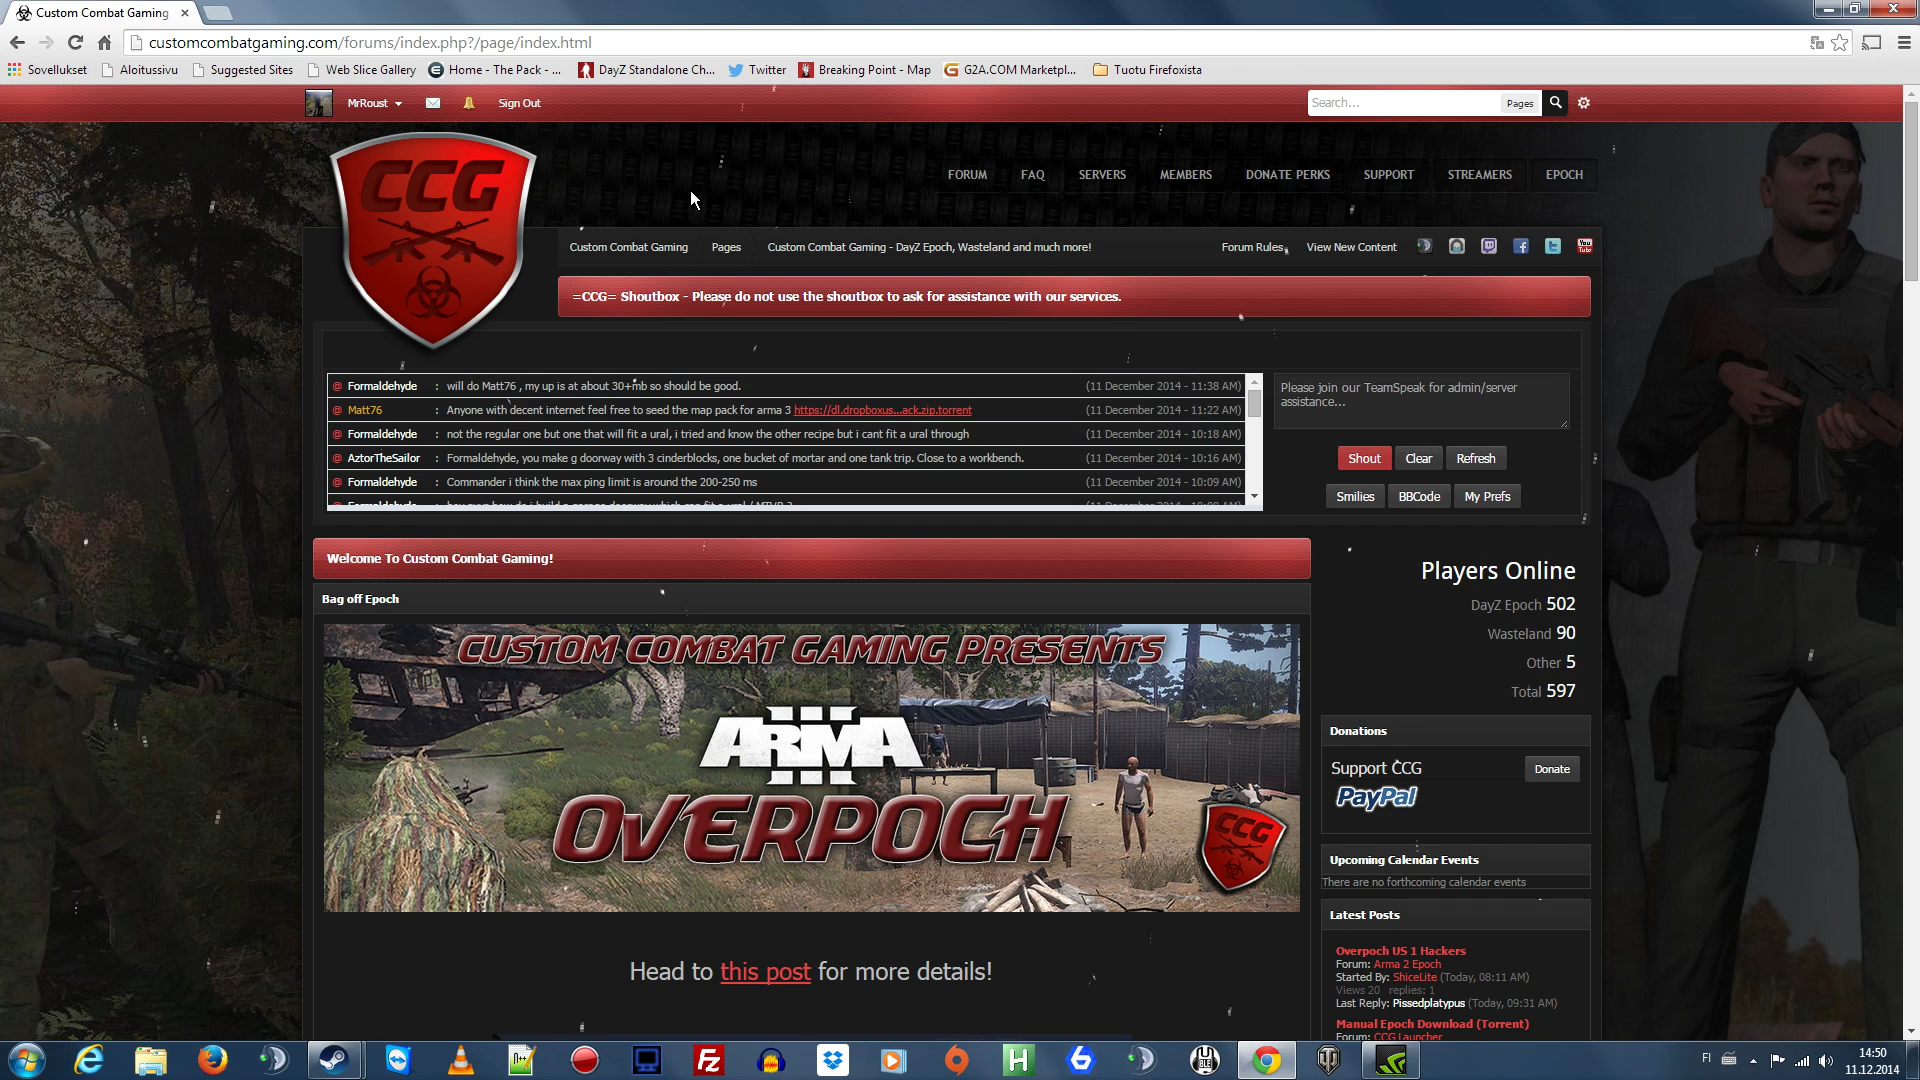 Custom Combat Gaming
customcombatgaming.com/forums/index.php?/page/index.html
Sovellukset Aloitussivu Suggested Sites Web Slice Gallery Home - The Pack - ... DayZ Standalone Ch... Twitter Breaking Point - Map G2A.COM Marketpl... Tuotu Firefoxista
MrRoust Sign Out Search... Pages
CCG
FORUM FAQ SERVERS MEMBERS DONATE PERKS SUPPORT STREAMERS EPOCH
Custom Combat Gaming Pages Custom Combat Gaming - DayZ Epoch, Wasteland and much more! Forum Rules View New Content
You Tube
=CCG= Shoutbox - Please do not use the shoutbox to ask for assistance with our services.
@ Formaldehyde : will do Matt76 , my up is at about 30+mb so should be good. (11 December 2014 - 11:38 AM)
@ Matt76 : Anyone with decent internet feel free to seed the map pack for arma 3 https://dl.dropboxus...ack.zip.torrent (11 December 2014 - 11:22 AM)
@ Formaldehyde : not the regular one but one that will fit a ural, i tried and know the other recipe but i cant fit a ural through (11 December 2014 - 10:18 AM)
@ AztorTheSailor : Formaldehyde, you make g doorway with 3 cinderblocks, one bucket of mortar and one tank trip. Close to a workbench. (11 December 2014 - 10:16 AM)
@ Formaldehyde : Commander i think the max ping limit is around the 200-250 ms (11 December 2014 - 10:09 AM)
Please join our TeamSpeak for admin/server
assistance...
Shout Clear Refresh
Smilies BBCode My Prefs
Welcome To Custom Combat Gaming!
Bag off Epoch
CUSTOM COMBAT GAMING PRESENTS
ARMA III
OVERPOCH
CCG
Head to this post for more details!
Players Online
DayZ Epoch 502
Wasteland 90
Other 5
Total 597
Donations
Support CCG Donate
PayPal
Upcoming Calendar Events
There are no forthcoming calendar events
Latest Posts
Overpoch US 1 Hackers
Forum: Arma 2 Epoch
Started By: ShiceLite (Today, 08:11 AM)
Views 20 replies: 1
Last Reply: Pissedplatypus (Today, 09:31 AM)
Manual Epoch Download (Torrent)
Forum: CCG Launcher
FI 14:50
11.12.2014